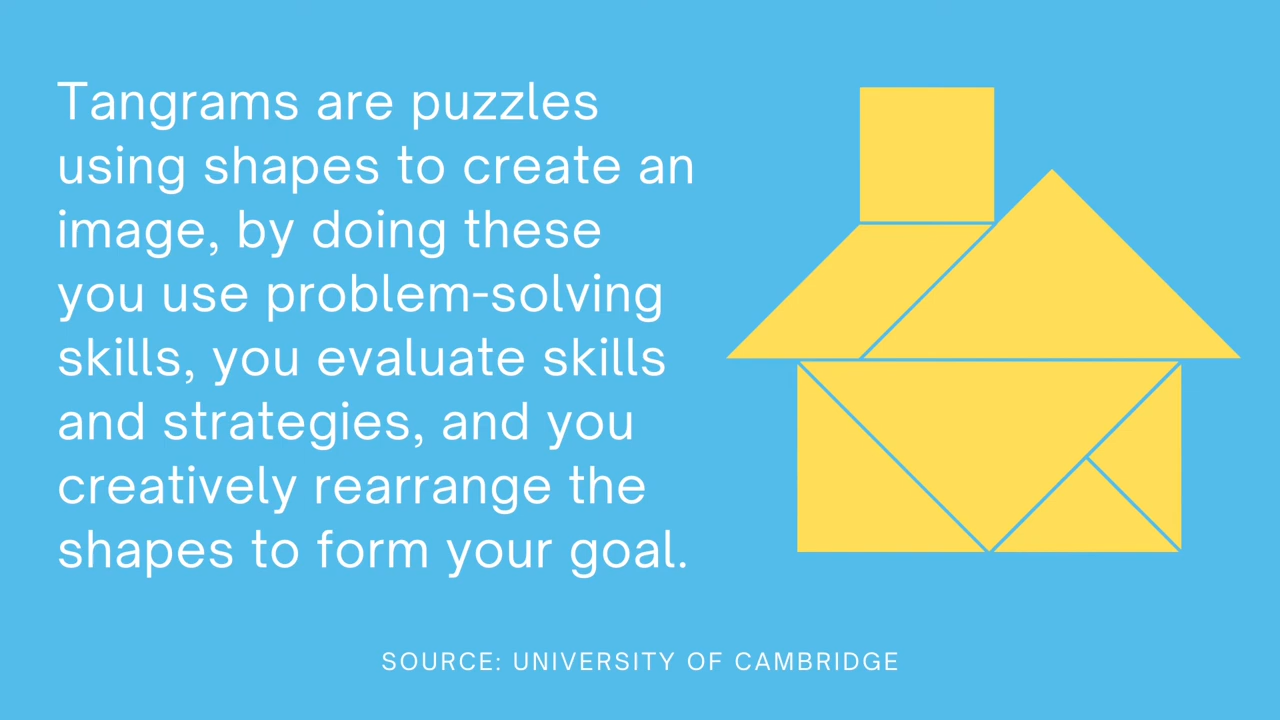 Tangrams are puzzles
using shapes to create an
image, by doing these
you use problem-solving
skills, you evaluate skills
and strategies, and you
creatively rearrange the
shapes to form your goal.
SOURCE: UNIVERSITY OF CAMBRIDGE